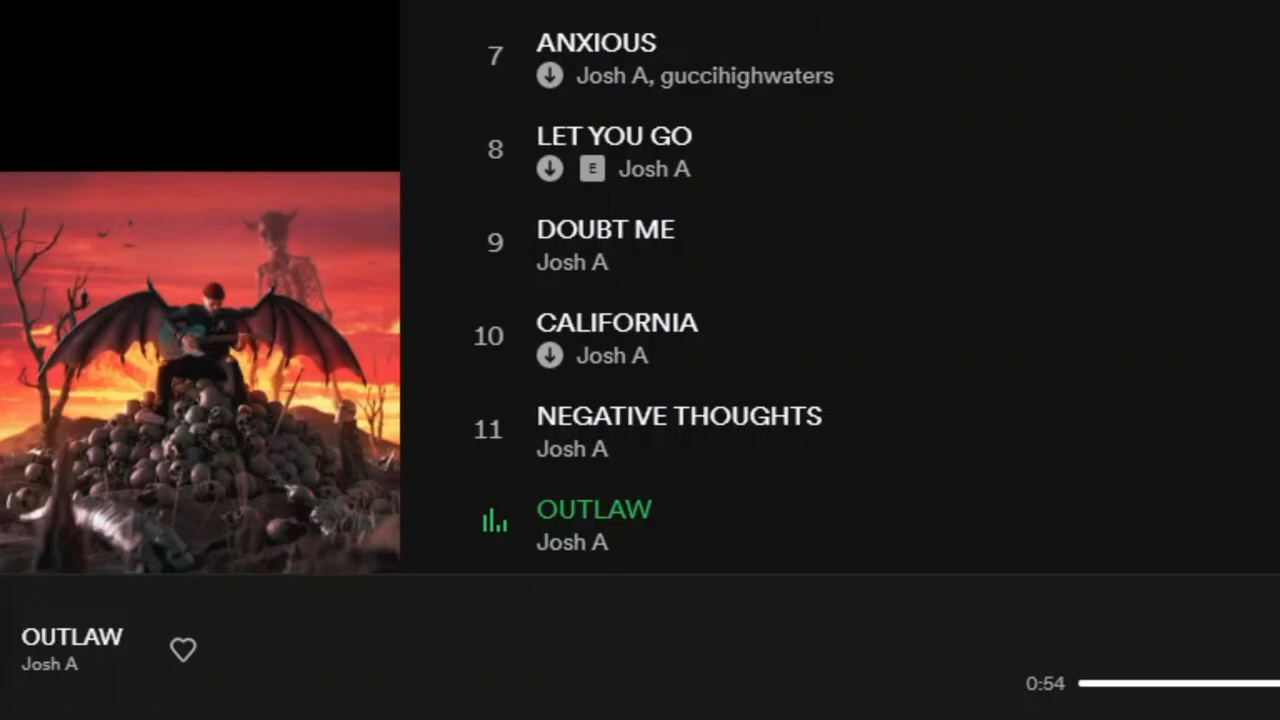 7
ANXIOUS
Josh A, guccihighwaters
8
LET YOU GO
E Josh A
9
DOUBT ME
Josh A
10
CALIFORNIA
Josh A
11
NEGATIVE THOUGHTS
Josh A
OUTLAW
Josh A
OUTLAW
Josh A
0:54